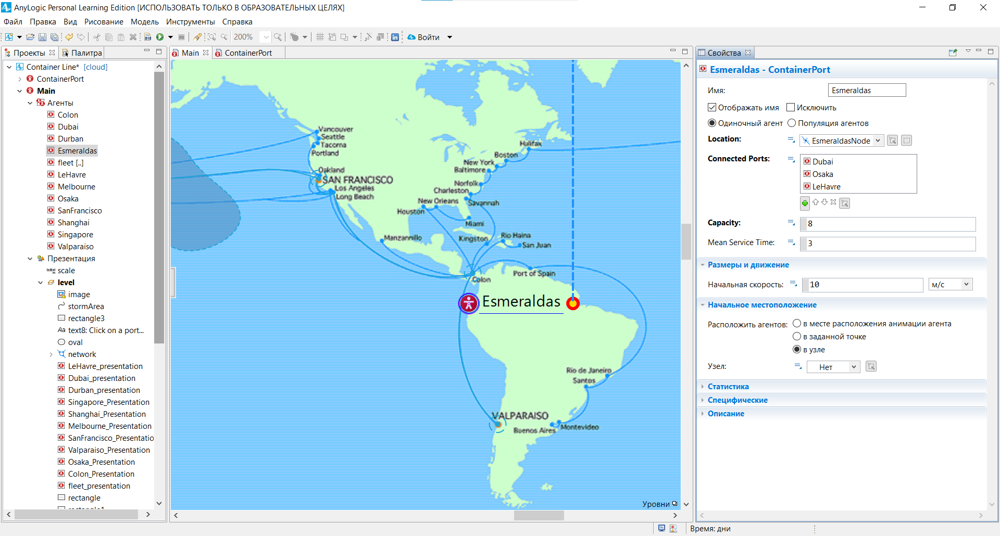 AnyLogic Personal Learning Edition [ИСПОЛЬЗОВАТЬ ТОЛЬКО В ОБРАЗОВАТЕЛЬНЫХ ЦЕЛЯХ]
Файл Правка Вид Рисование Модель Инструменты Справка
200% Войти
Проекты Палитра
Container Line* [cloud]
ContainerPort
Main
Агенты
Colon
Dubai
Durban
Esmeraldas
fleet [..]
LeHavre
Melbourne
Osaka
SanFrancisco
Shanghai
Singapore
Valparaiso
Презентация
scale
level
image
stormArea
rectangle3
Aa text8: Click on a port...
oval
network
LeHavre_presentation
Dubai_presentation
Durban_presentation
Singapore_Presentation
Shanghai_Presentation
Melbourne_Presentation
SanFrancisco_Presentatio
Valparaiso_Presentation
Osaka_Presentation
Colon_Presentation
fleet_presentation
rectangle
rectangle1
Main ContainerPort
Vancouver
Seattle
Tacoma
Portland
Oakland
SAN FRANCISCO
Los Angeles
Long Beach
Halifax
Boston
New York
Baltimore
Norfolk
Charleston
New Orleans
Savannah
Houston
Miami
Manzannillo
Kingston
Rio Haina
San Juan
Port of Spain
Colon
Esmeraldas
Rio de Janeiro
Santos
VALPARAISO
Buenos Aires
Montevideo
Уровни
Свойства
Esmeraldas - ContainerPort
Имя: Esmeraldas
Отображать имя Исключить
Одиночный агент Популяция агентов
Location: EsmeraldasNode
Connected Ports: Dubai
Osaka
LeHavre
Capacity: 8
Mean Service Time: 3
Размеры и движение
Начальная скорость: 10 м/с
Начальное местоположение
Расположить агентов: в месте расположения анимации агента
в заданной точке
в узле
Узел: Нет
Статистика
Специфические
Описание
Время: дни